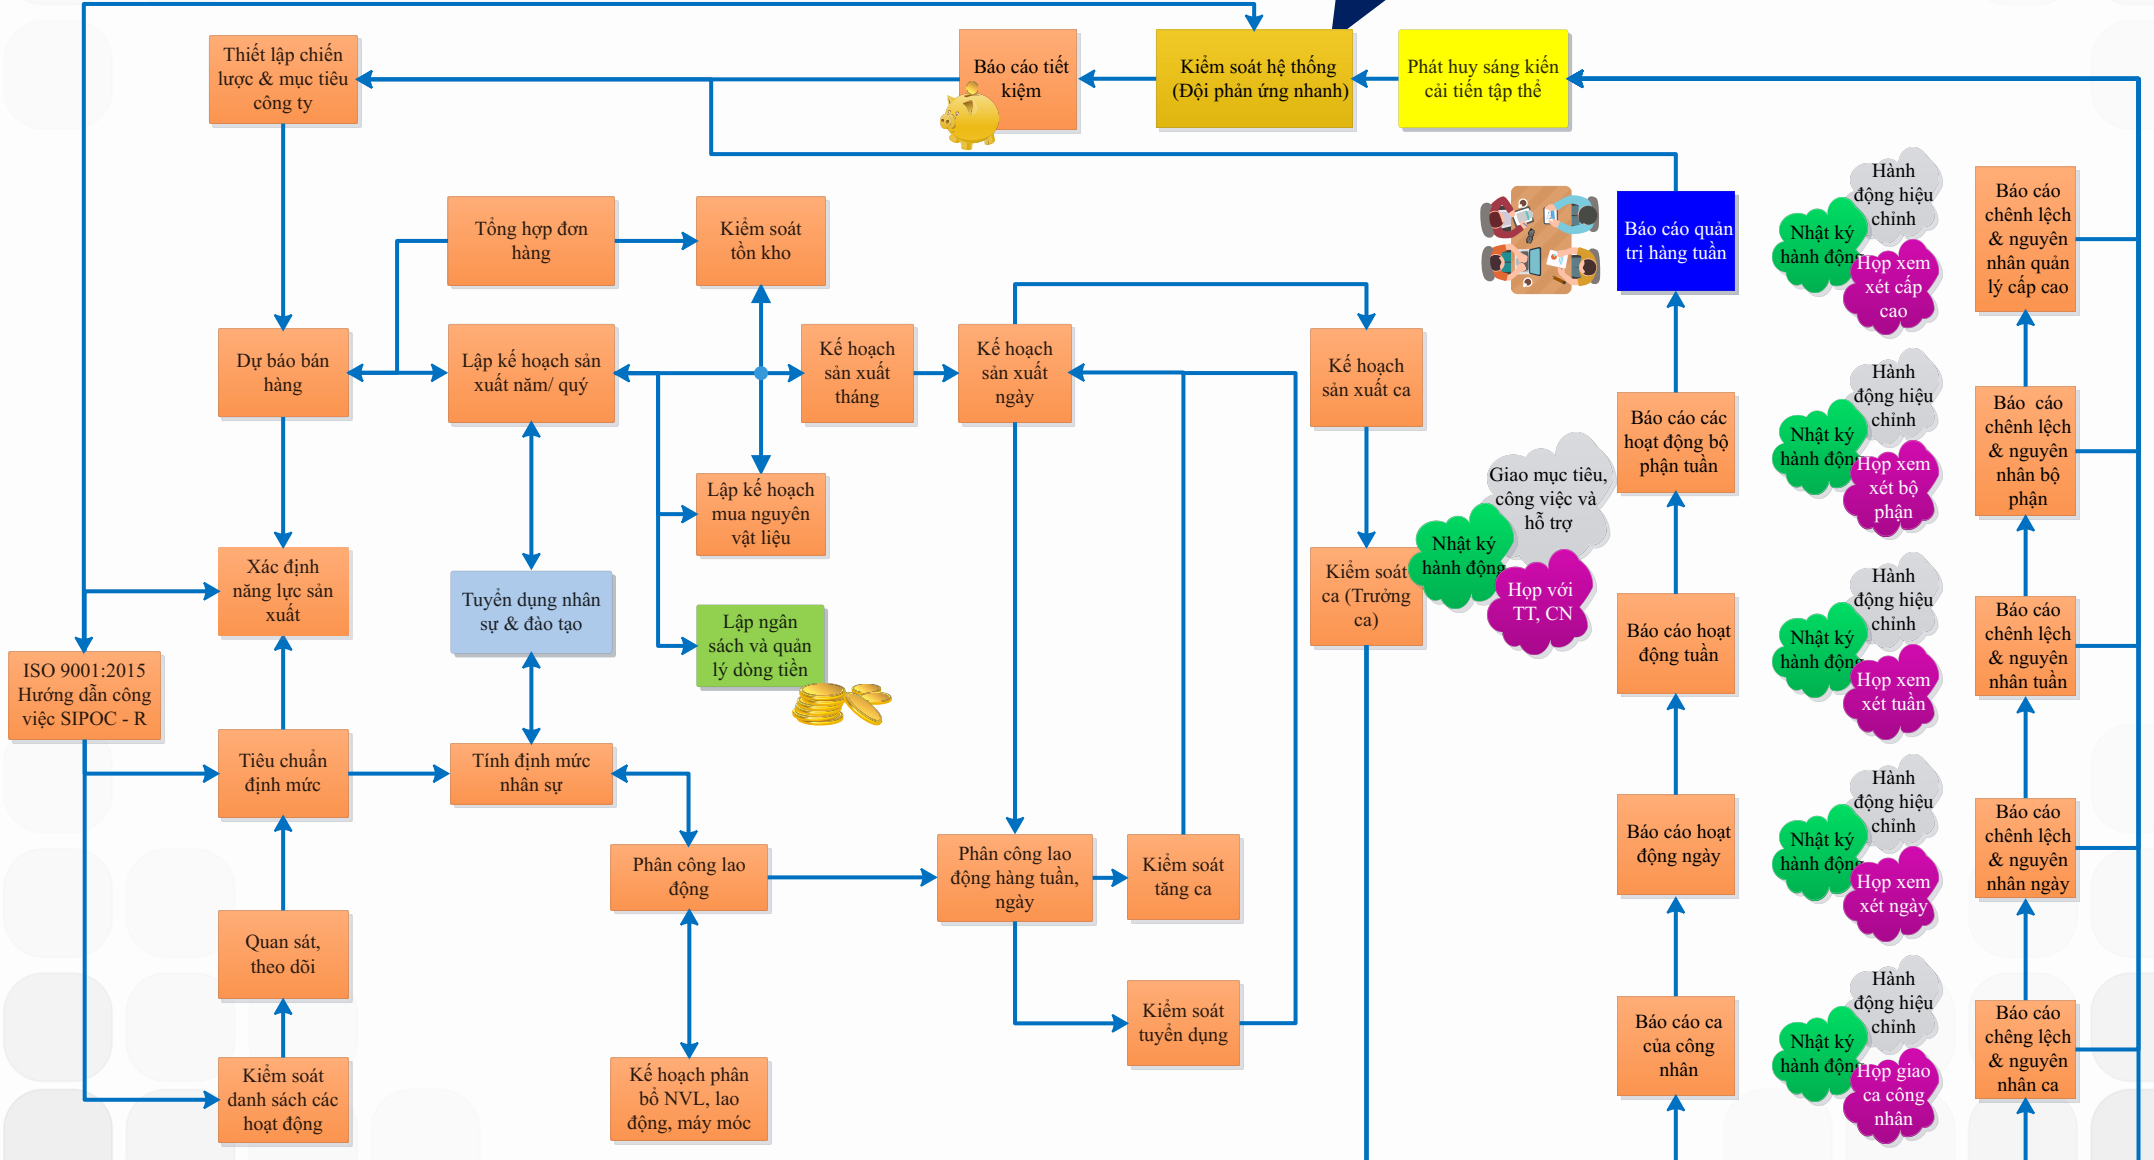 Thiết lập chiến
lược & mục tiêu
công ty
Báo cáo tiết
kiệm
Kiểm soát hệ thống
(Đội phản ứng nhanh)
Phát huy sáng kiến
cải tiến tập thể
Tổng hợp đơn
hàng
Kiểm soát
tồn kho
Báo cáo quản
trị hàng tuần
Hành
động hiệu
chỉnh
Nhật ký
hành động
Họp xem
xét cấp
cao
Báo cáo
chênh lệch
& nguyên
nhân quản
lý cấp cao
Dự báo bán
hàng
Lập kế hoạch sản
xuất năm/ quý
Kế hoạch
sản xuất
tháng
Kế hoạch
sản xuất
ngày
Kế hoạch
sản xuất ca
Báo cáo các
hoạt động bộ
phận tuần
Hành
động hiệu
chỉnh
Nhật ký
hành động
Họp xem
xét bộ
phận
Báo  cáo
chênh lệch
& nguyên
nhân bộ
phận
Lập kế hoạch
mua nguyên
vật liệu
Giao mục tiêu,
công việc và
hỗ trợ
Nhật ký
hành động
Họp với
TT, CN
Xác định
năng lực sản
xuất
Tuyển dụng nhân
sự & đào tạo
Lập ngân
sách và quản
lý dòng tiền
Kiểm soát
ca (Trưởng
ca)
Báo cáo hoạt
động tuần
Hành
động hiệu
chỉnh
Nhật ký
hành động
Họp xem
xét tuần
Báo cáo
chênh lệch
& nguyên
nhân tuần
ISO 9001:2015
Hướng dẫn công
việc SIPOC - R
Tiêu chuẩn
định mức
Tính định mức
nhân sự
Phân công lao
động
Phân công lao
động hàng tuần,
ngày
Kiểm soát
tăng ca
Báo cáo hoạt
động ngày
Hành
động hiệu
chỉnh
Nhật ký
hành động
Họp xem
xét ngày
Báo cáo
chênh lệch
& nguyên
nhân ngày
Quan sát,
theo dõi
Kiểm soát
tuyển dụng
Báo cáo ca
của công
nhân
Hành
động hiệu
chỉnh
Nhật ký
hành động
Họp giao
ca công
nhân
Báo cáo
chêng lệch
& nguyên
nhân ca
Kiểm soát
danh sách các
hoạt động
Kế hoạch phân
bổ NVL, lao
động, máy móc